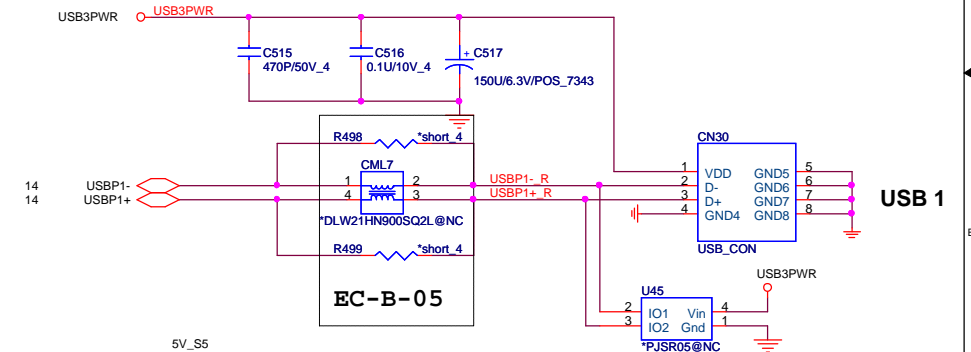 USB3PWR USB3PWR
C515
470P/50V_4
C516
0.1U/10V_4
+ C517
150U/6.3V/POS_7343
R498 *short_4
CML7
14 USBP1- 1 2 USBP1-_R
14 USBP1+ 4 3 USBP1+_R
*DLW21HN900SQ2L@NC
R499 *short_4
EC-B-05
CN30
1 VDD GND5 5
2 D- GND6 6
3 D+ GND7 7
4 GND4 GND8 8
USB_CON
USB 1
USB3PWR
U45
2 IO1 Vin 4
3 IO2 Gnd 1
*PJSR05@NC
5V_S5